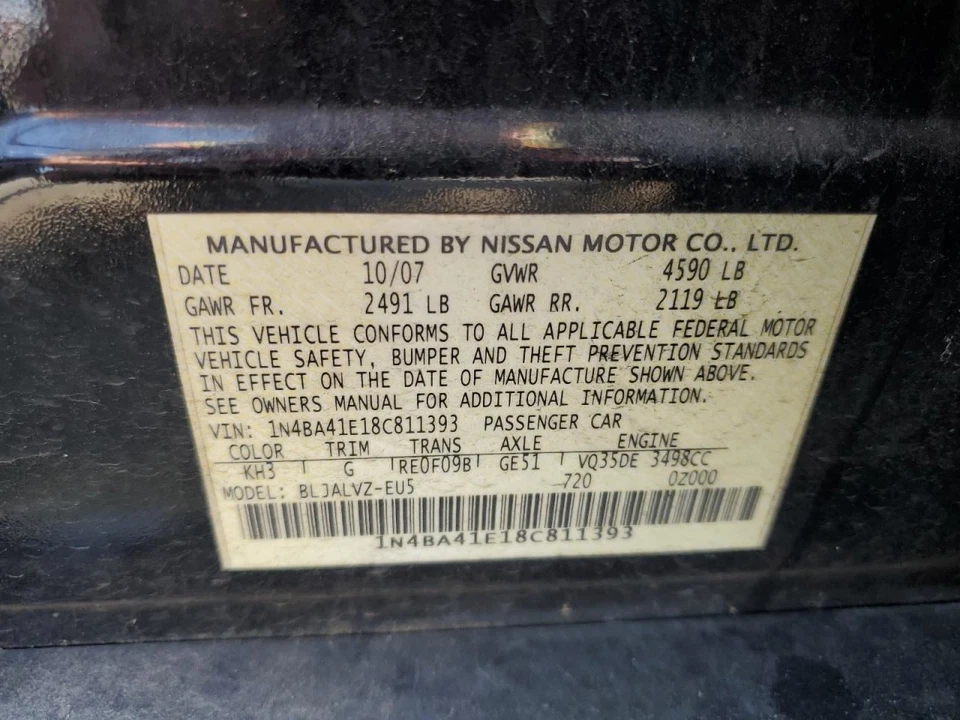 MANUFACTURED BY NISSAN MOTOR CO., LTD.
DATE 10/07 GVWR 4590 LB
GAWR FR. 2491 LB GAWR RR. 2119 LB
THIS VEHICLE CONFORMS TO ALL APPLICABLE FEDERAL MOTOR
VEHICLE SAFETY, BUMPER AND THEFT PREVENTION STANDARDS
IN EFFECT ON THE DATE OF MANUFACTURE SHOWN ABOVE.
SEE OWNERS MANUAL FOR ADDITIONAL INFORMATION.
VIN: 1N4BA41E18C811393 PASSENGER CAR
COLOR TRIM TRANS AXLE ENGINE
KH3 G RE0F09B GE51 VQ35DE 3498CC
MODEL: BLJALVZ-EU5 720 0Z000
1N4BA41E18C811393